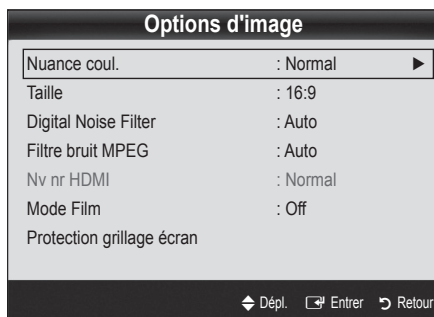 Options d'image
Nuance coul. : Normal
Taille : 16:9
Digital Noise Filter : Auto
Filtre bruit MPEG : Auto
Nv nr HDMI : Normal
Mode Film : Off
Protection grillage écran
Dépl. Entrer Retour